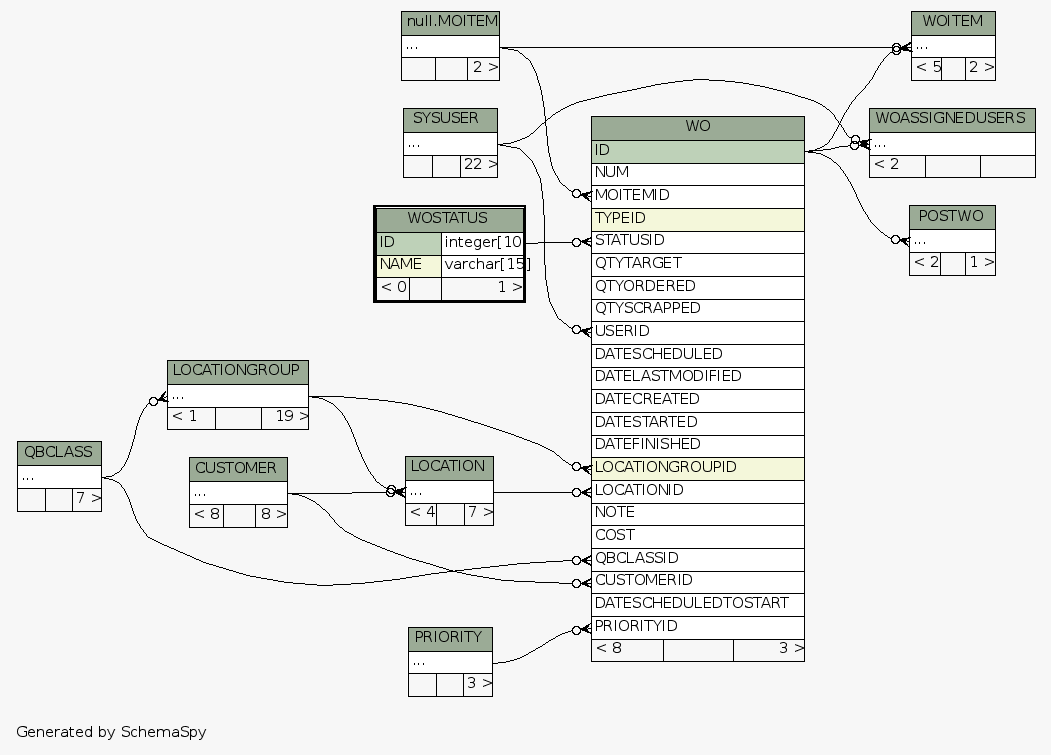 null.MOITEM
...
2 >
WOITEM
...
< 5 2 >
SYSUSER
...
22 >
WOASSIGNEDUSERS
...
< 2
WOSTATUS
ID integer[10
NAME varchar[15]
< 0 1 >
WO
ID
NUM
MOITEMID
TYPEID
STATUSID
QTYTARGET
QTYORDERED
QTYSCRAPPED
USERID
DATESCHEDULED
DATELASTMODIFIED
DATECREATED
DATESTARTED
DATEFINISHED
LOCATIONGROUPID
LOCATIONID
NOTE
COST
QBCLASSID
CUSTOMERID
DATESCHEDULEDTOSTART
PRIORITYID
< 8 3 >
POSTWO
...
< 2 1 >
LOCATIONGROUP
...
< 1 19 >
QBCLASS
...
7 >
CUSTOMER
...
< 8 8 >
LOCATION
...
< 4 7 >
PRIORITY
...
3 >
Generated by SchemaSpy